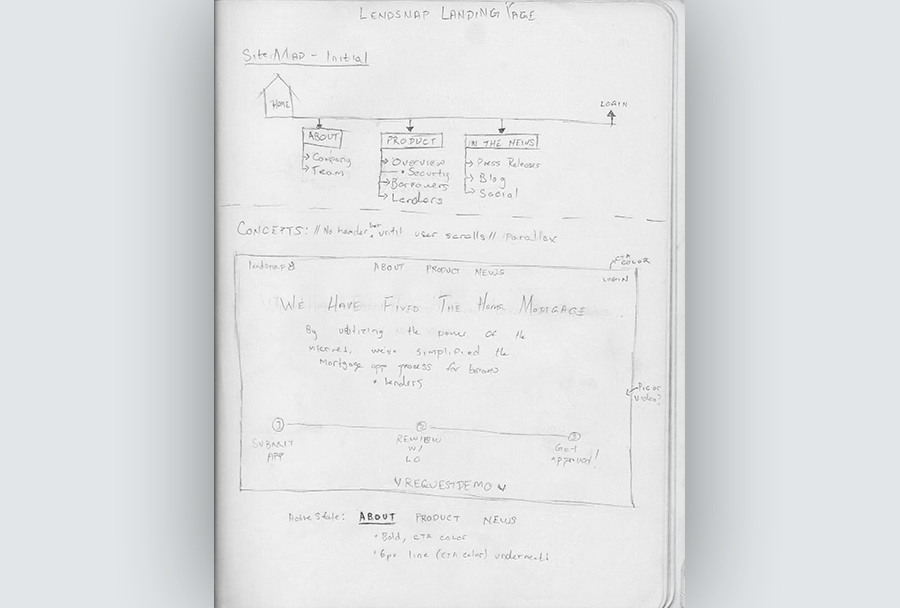 LENDSNAP LANDING PAGE
SITE MAP - Initial
HOME
LOGIN
ABOUT
PRODUCT
IN THE NEWS
Company
Team
Overview
• Security
Borrowers
Lenders
Press Releases
Blog
Social
CONCEPTS: // No header bar until user scrolls // Parallax
CTA COLOR
lendsnap
ABOUT PRODUCT NEWS
LOGIN
WE HAVE FIXED THE Home MORTGAGE
By utilizing the power of the
internet, we've simplified the
Mortgage app process for
+ lenders
Pic or
Video?
1
2
3
SUBMIT
APP
REVIEW
W/
LO
Get
approved!
REQUEST DEMO
Active State: ABOUT PRODUCT NEWS
• Bold, CTA color
• 6px line (CTA color) underneath